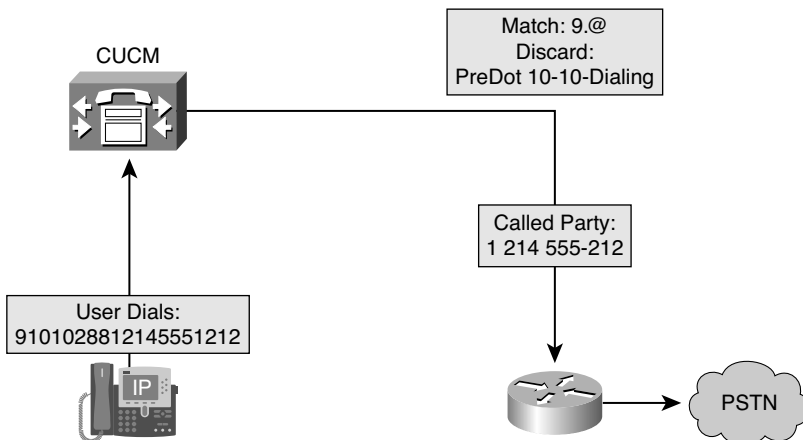 Match: 9.@
Discard:
PreDot 10-10-Dialing
CUCM
Called Party:
1 214 555-212
User Dials:
9101028812145551212
IP
PSTN